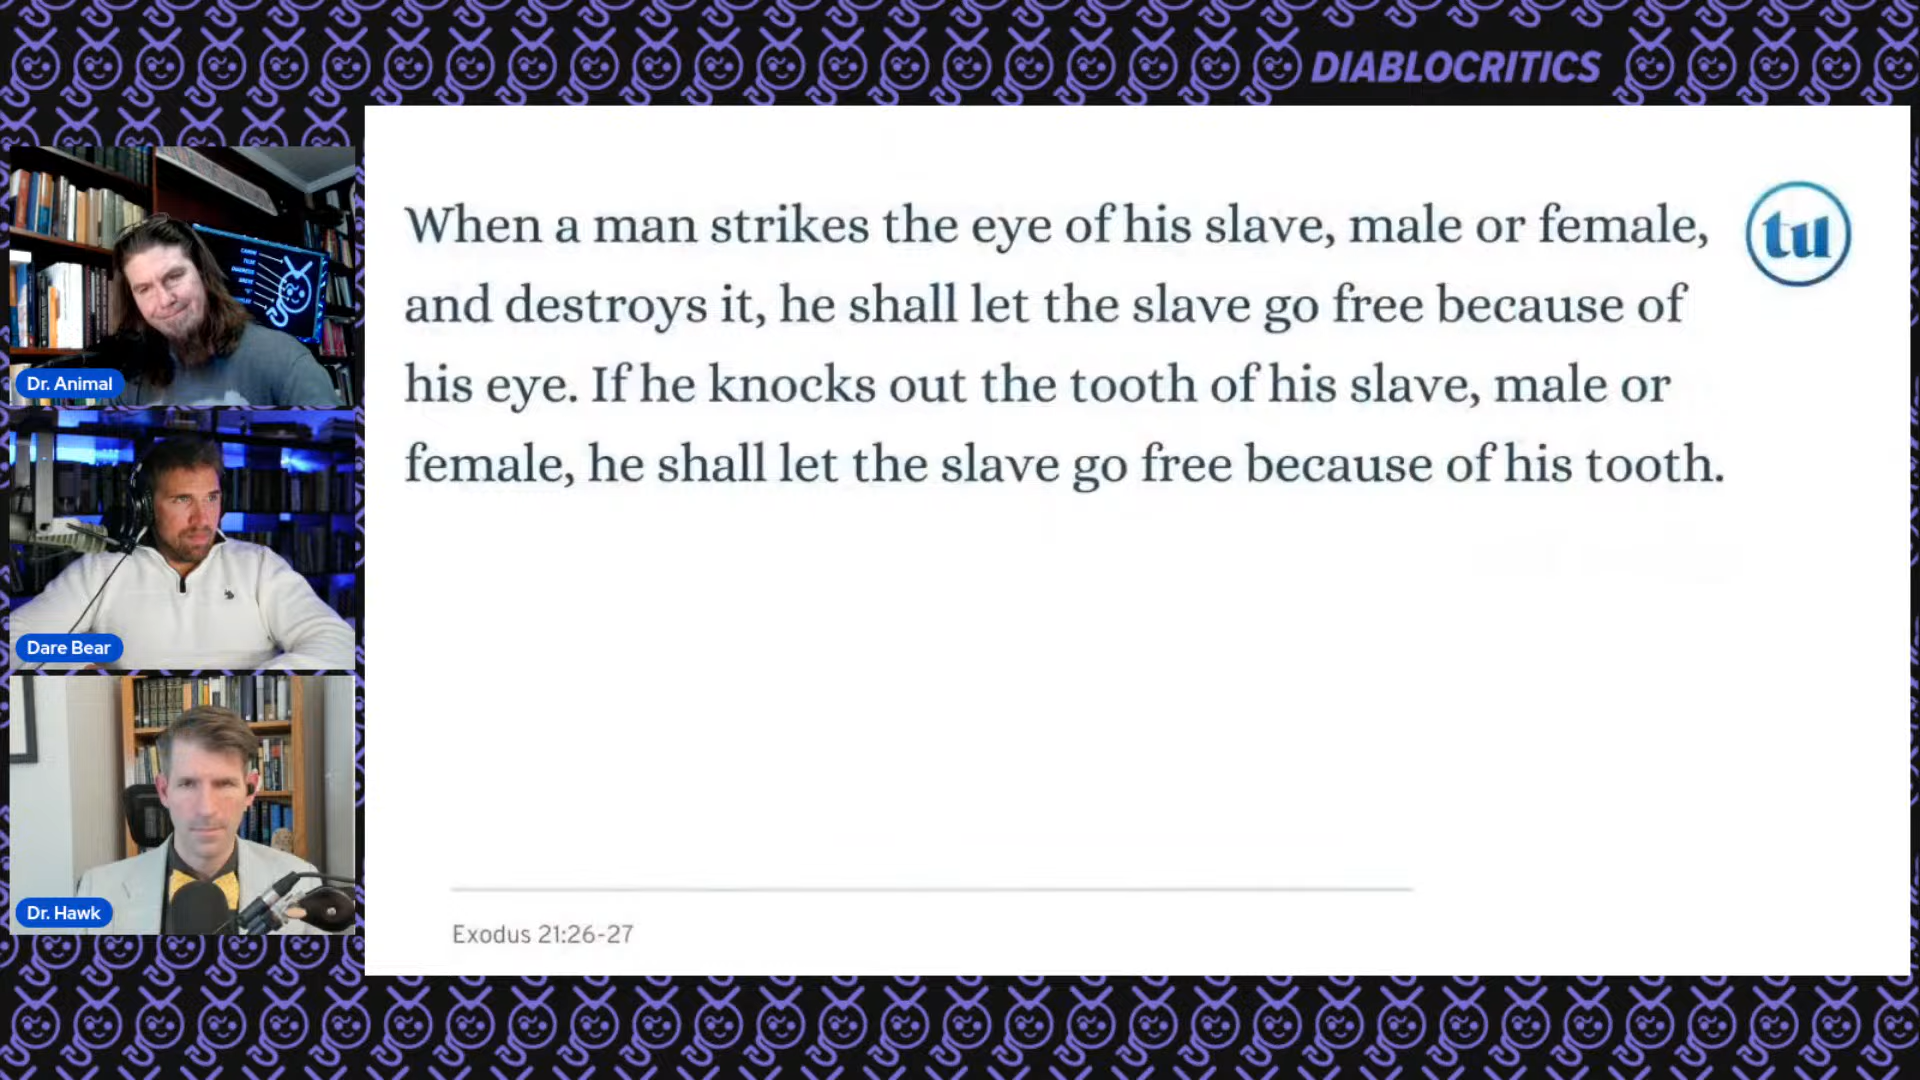 DIABLOCRITICS
When a man strikes the eye of his slave, male or female,
and destroys it, he shall let the slave go free because of
his eye. If he knocks out the tooth of his slave, male or
female, he shall let the slave go free because of his tooth.
tu
Exodus 21:26-27
Dr. Animal
Dare Bear
Dr. Hawk